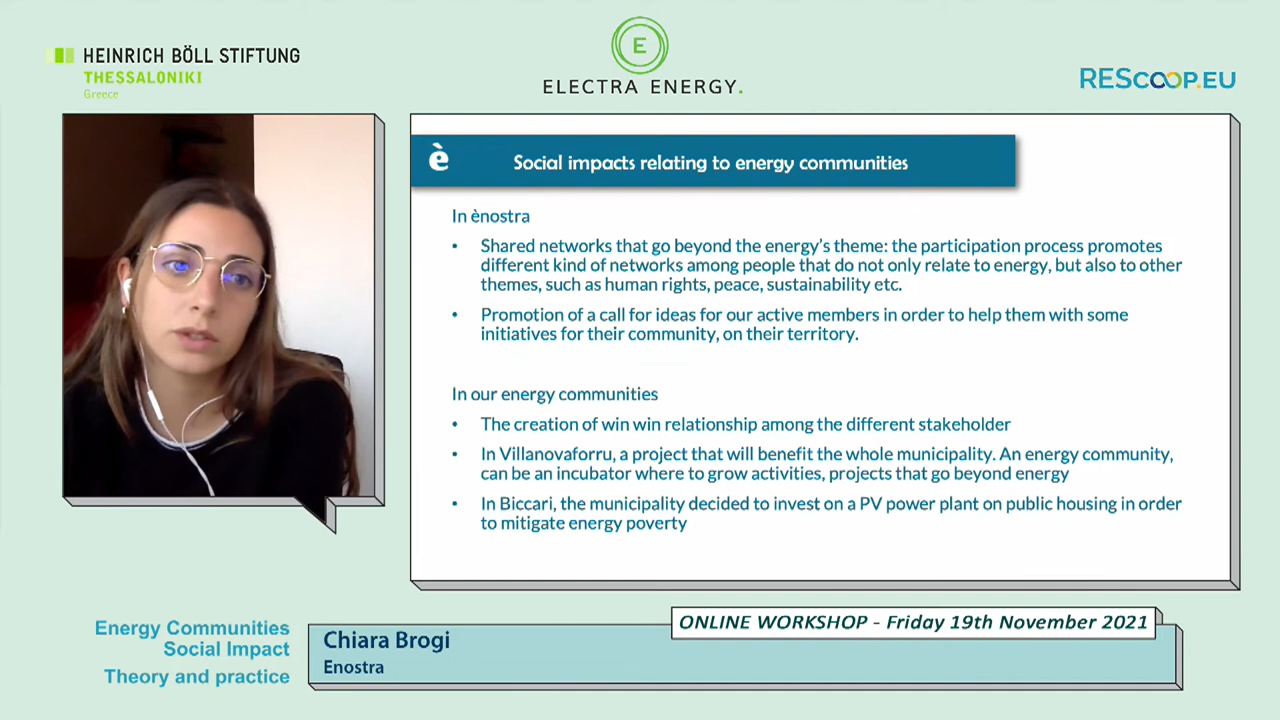 HEINRICH BÖLL STIFTUNG
THESSALONIKI
Greece
E
ELECTRA ENERGY.
REScoop.EU
è
Social impacts relating to energy communities
In ènostra
• Shared networks that go beyond the energy's theme: the participation process promotes
different kind of networks among people that do not only relate to energy, but also to other
themes, such as human rights, peace, sustainability etc.
• Promotion of a call for ideas for our active members in order to help them with some
initiatives for their community, on their territory.
In our energy communities
• The creation of win win relationship among the different stakeholder
• In Villanovaforru, a project that will benefit the whole municipality. An energy community,
can be an incubator where to grow activities, projects that go beyond energy
• In Biccari, the municipality decided to invest on a PV power plant on public housing in order
to mitigate energy poverty
ONLINE WORKSHOP - Friday 19th November 2021
Energy Communities
Social Impact
Theory and practice
Chiara Brogi
Enostra